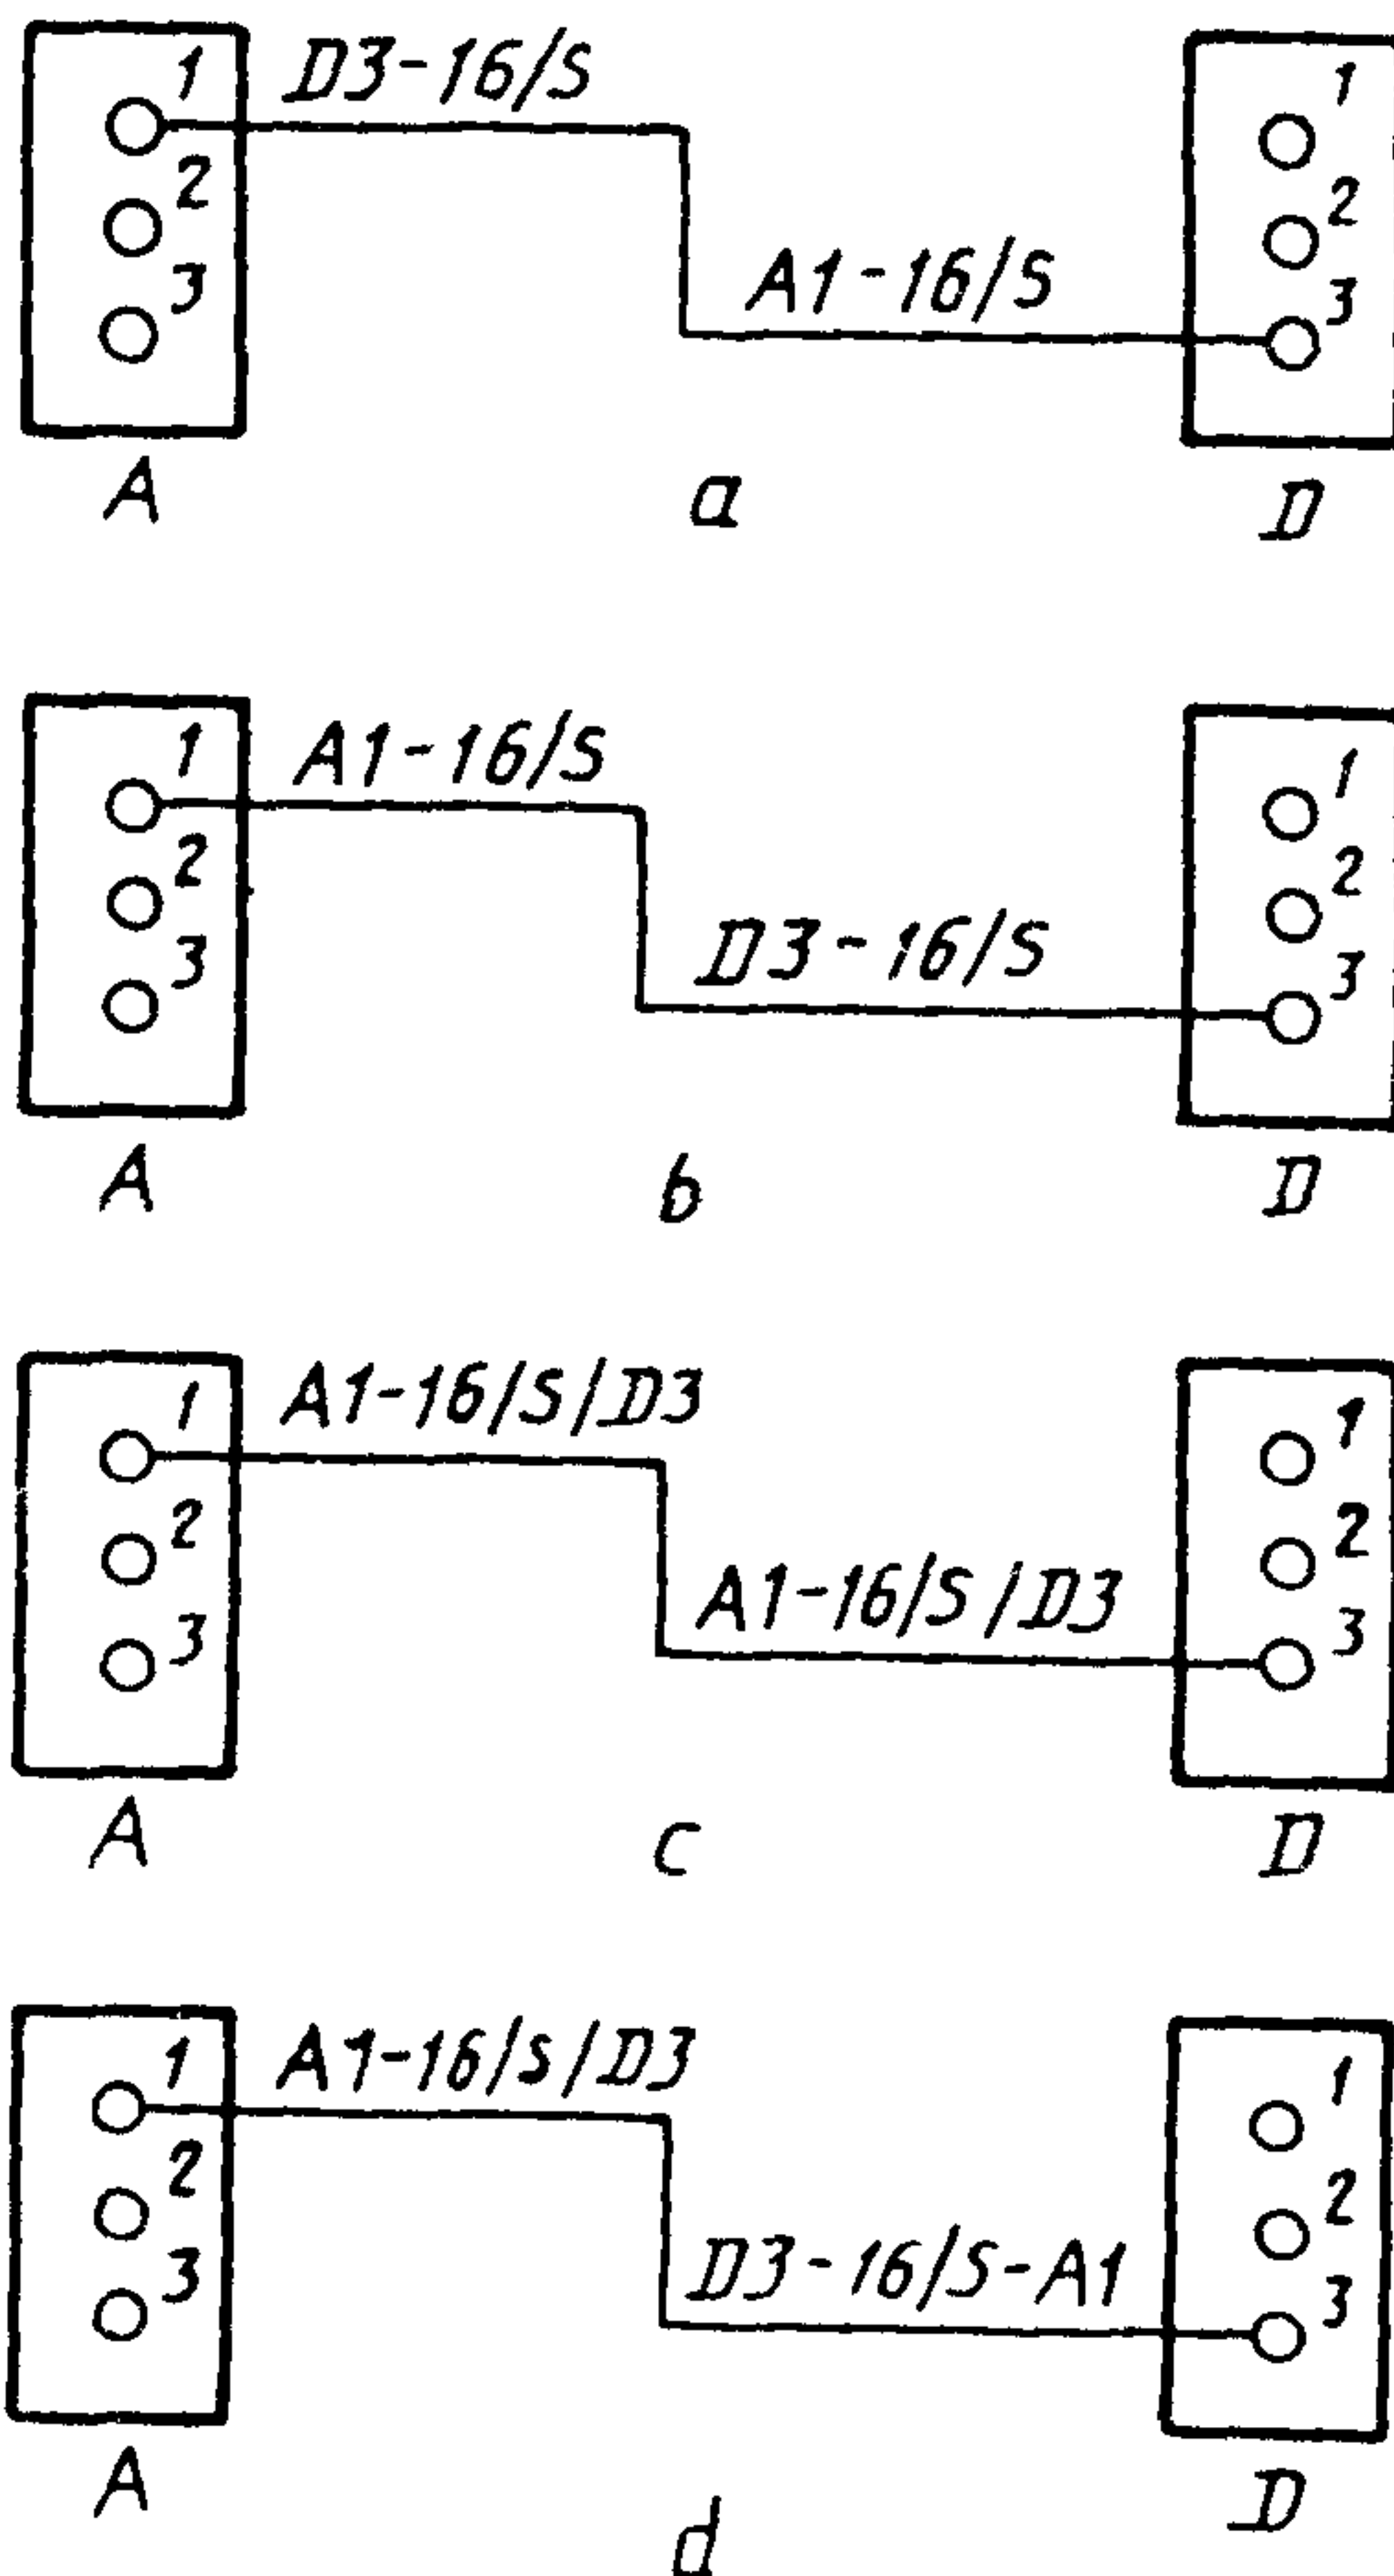 1 D3-16/S 1
2 2
3 A1-16/S 3
A a D
1 A1-16/S 1
2 2
3 D3-16/S 3
A b D
1 A1-16/S/D3 1
2 2
3 A1-16/S/D3 3
A c D
1 A1-16/S/D3 1
2 2
3 D3-16/S-A1 3
A d D